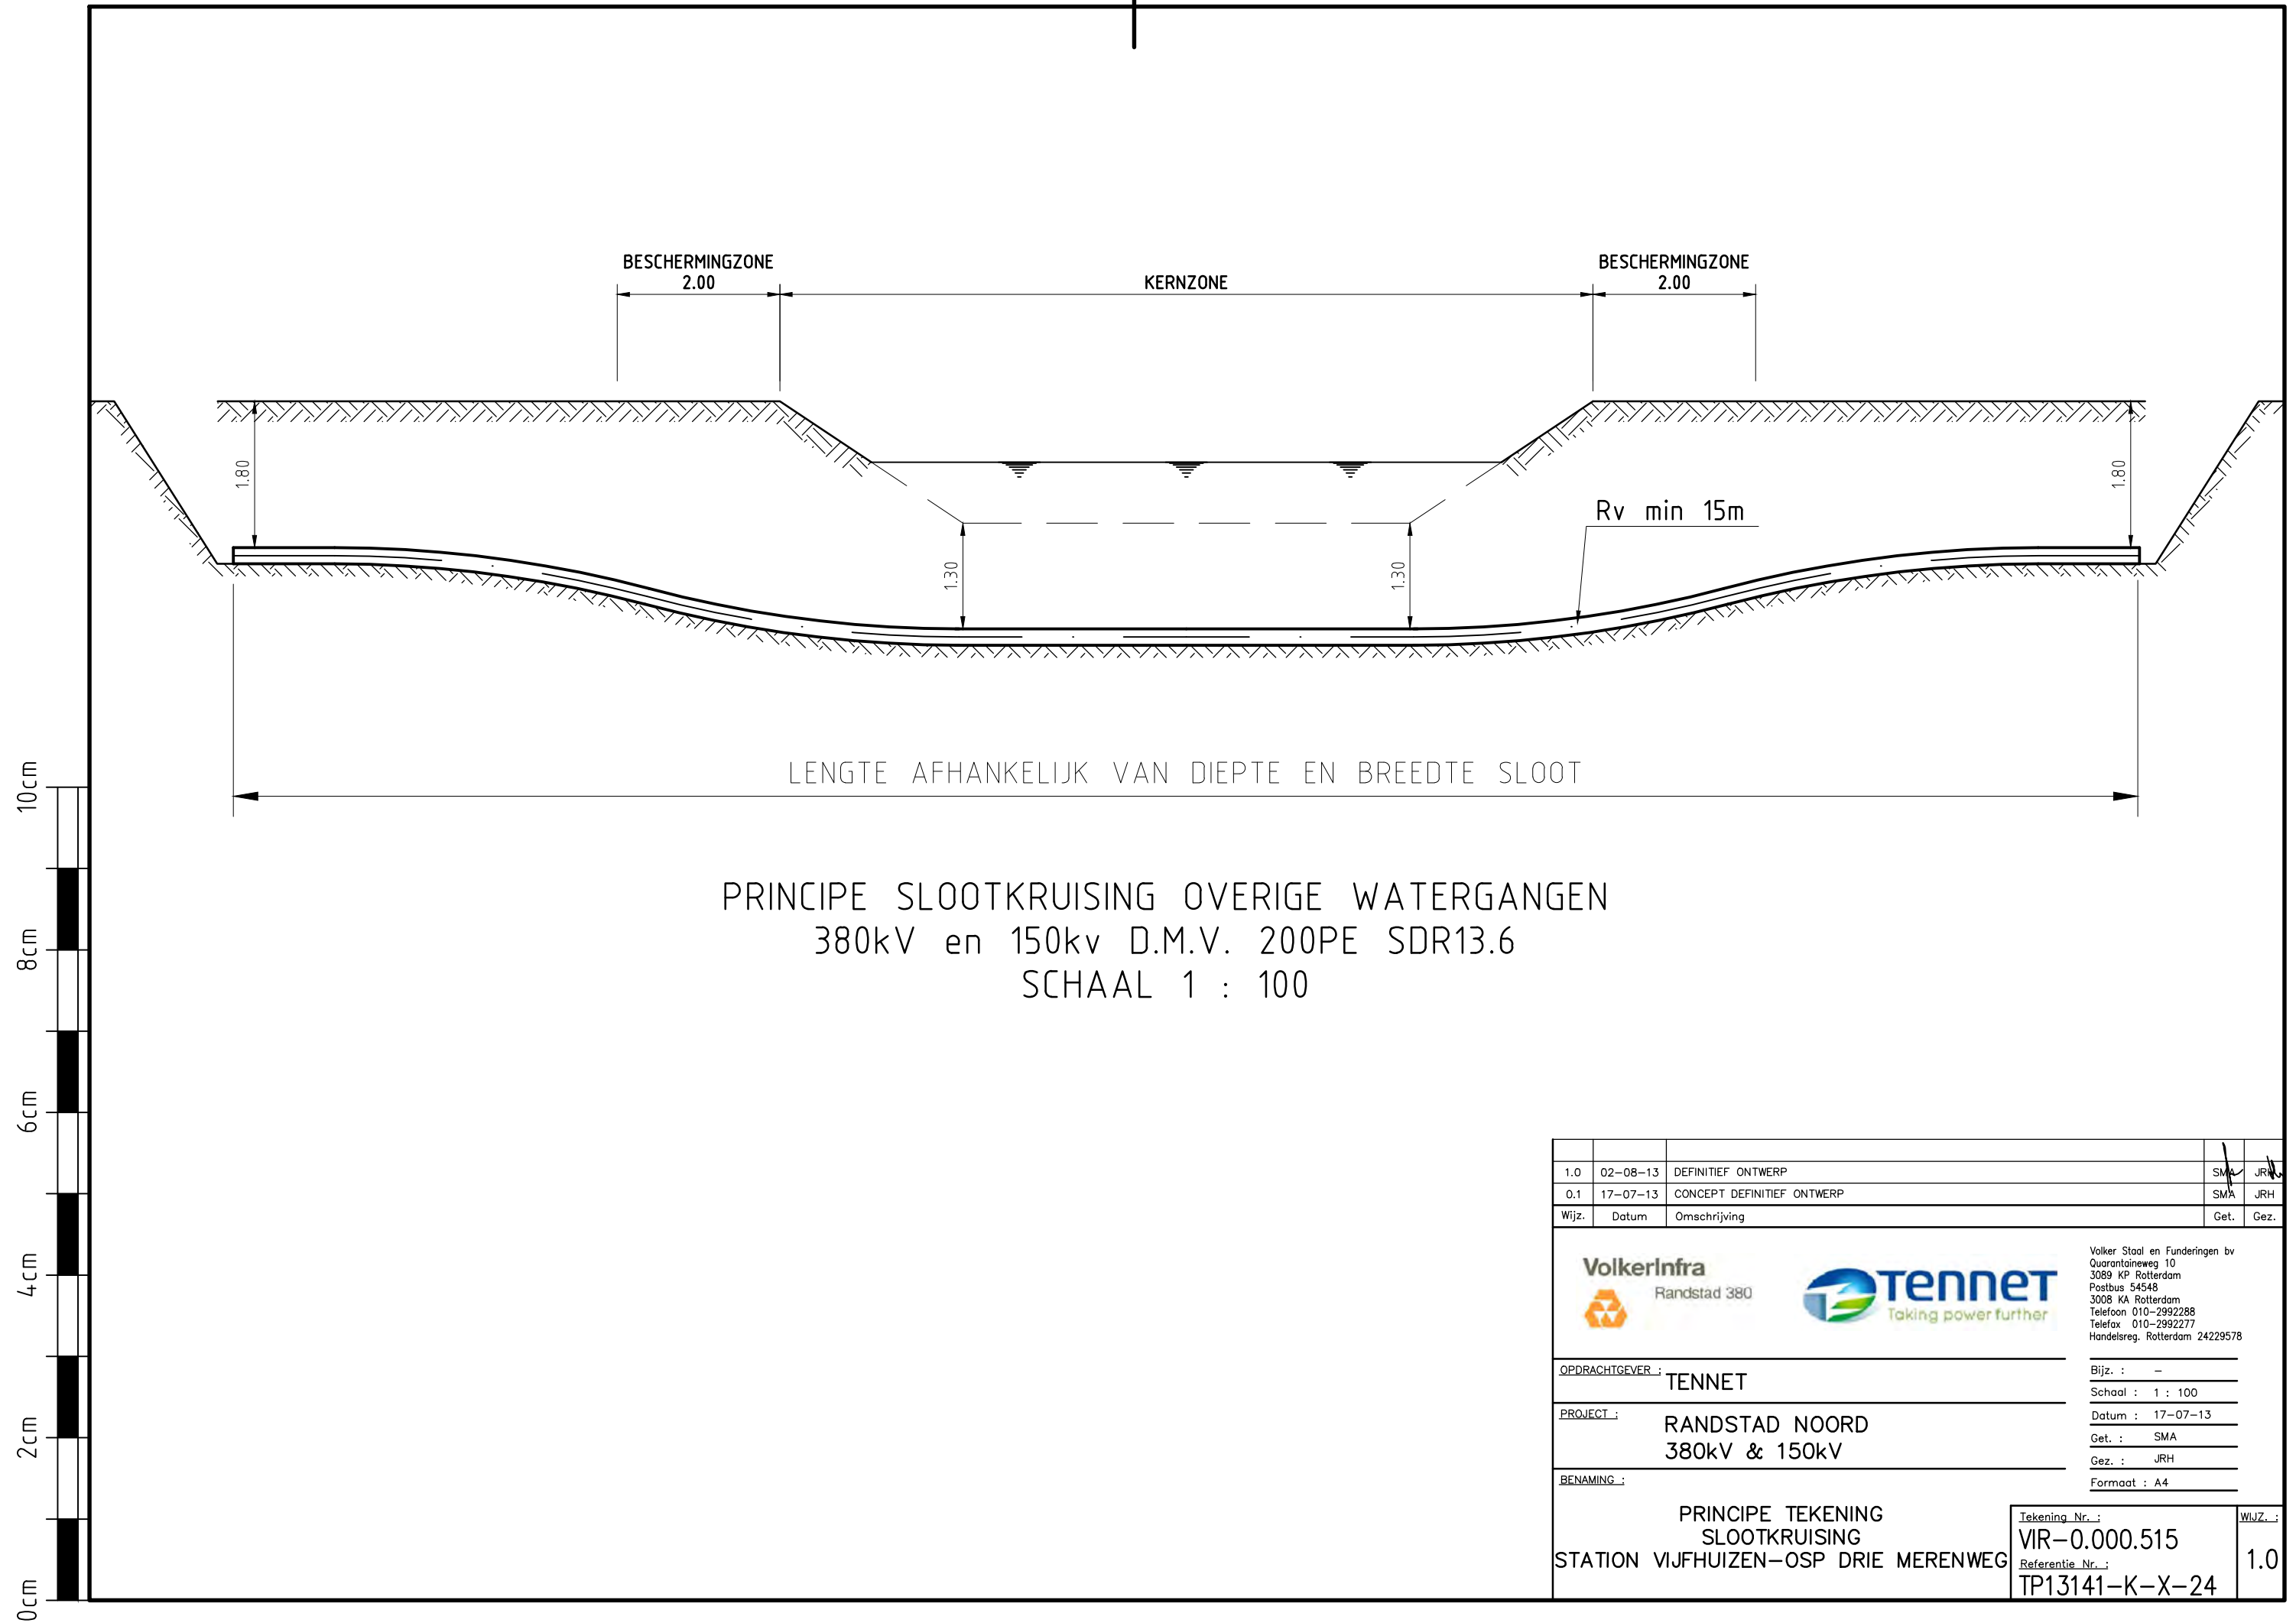 BESCHERMINGZONE
2.00
KERNZONE
BESCHERMINGZONE
2.00
1.80
1.80
Rv min 15m
1.30
1.30
LENGTE AFHANKELIJK VAN DIEPTE EN BREEDTE SLOOT
PRINCIPE SLOOTKRUISING OVERIGE WATERGANGEN
380kV en 150kv D.M.V. 200PE SDR13.6
SCHAAL 1 : 100
10cm
8cm
6cm
4cm
2cm
0cm
1.0 02-08-13 DEFINITIEF ONTWERP SMA JRH
0.1 17-07-13 CONCEPT DEFINITIEF ONTWERP SMA JRH
Wijz. Datum Omschrijving Get. Gez.
VolkerInfra
Randstad 380
TenneT
Taking power further
Volker Staal en Funderingen bv
Quarantaineweg 10
3089 KP Rotterdam
Postbus 54548
3008 KA Rotterdam
Telefoon 010-2992288
Telefax 010-2992277
Handelsreg. Rotterdam 24229578
OPDRACHTGEVER : TENNET
PROJECT : RANDSTAD NOORD
380kV & 150kV
BENAMING :
PRINCIPE TEKENING
SLOOTKRUISING
STATION VIJFHUIZEN-OSP DRIE MERENWEG
Bijz. : -
Schaal : 1 : 100
Datum : 17-07-13
Get. : SMA
Gez. : JRH
Formaat : A4
Tekening Nr. :
VIR-0.000.515
Referentie Nr. :
TP13141-K-X-24
WIJZ. :
1.0